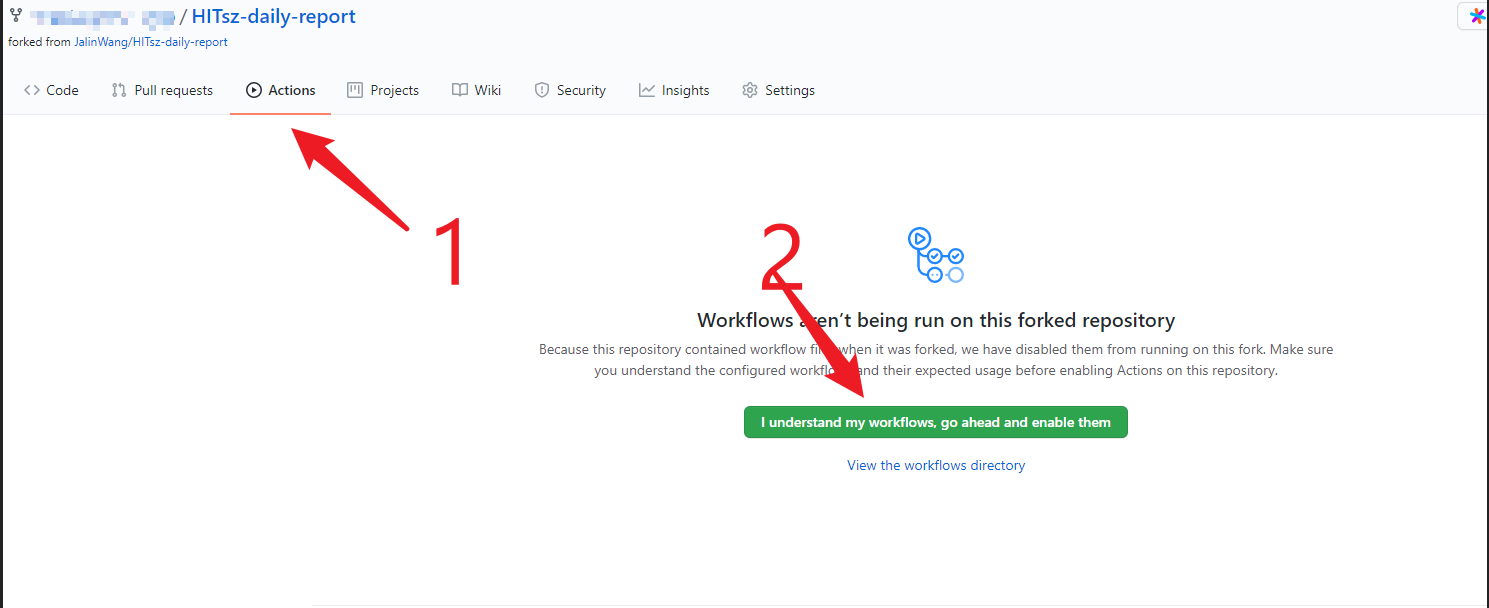 / HITsz-daily-report
forked from JalinWang/HITsz-daily-report
Code Pull requests Actions Projects Wiki Security Insights Settings
1
2
Workflows aren't being run on this forked repository
Because this repository contained workflow files when it was forked, we have disabled them from running on this fork. Make sure
you understand the configured workflows and their expected usage before enabling Actions on this repository.
I understand my workflows, go ahead and enable them
View the workflows directory